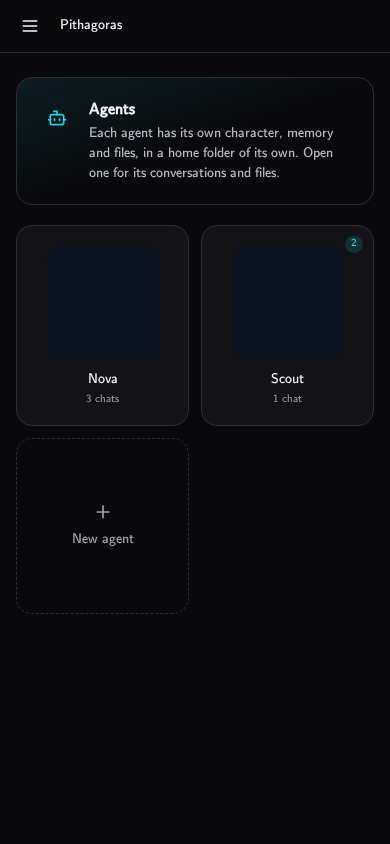 Pithagoras
Agents
Each agent has its own character, memory
and files, in a home folder of its own. Open
one for its conversations and files.
2
Nova
Scout
3 chats
1 chat
New agent